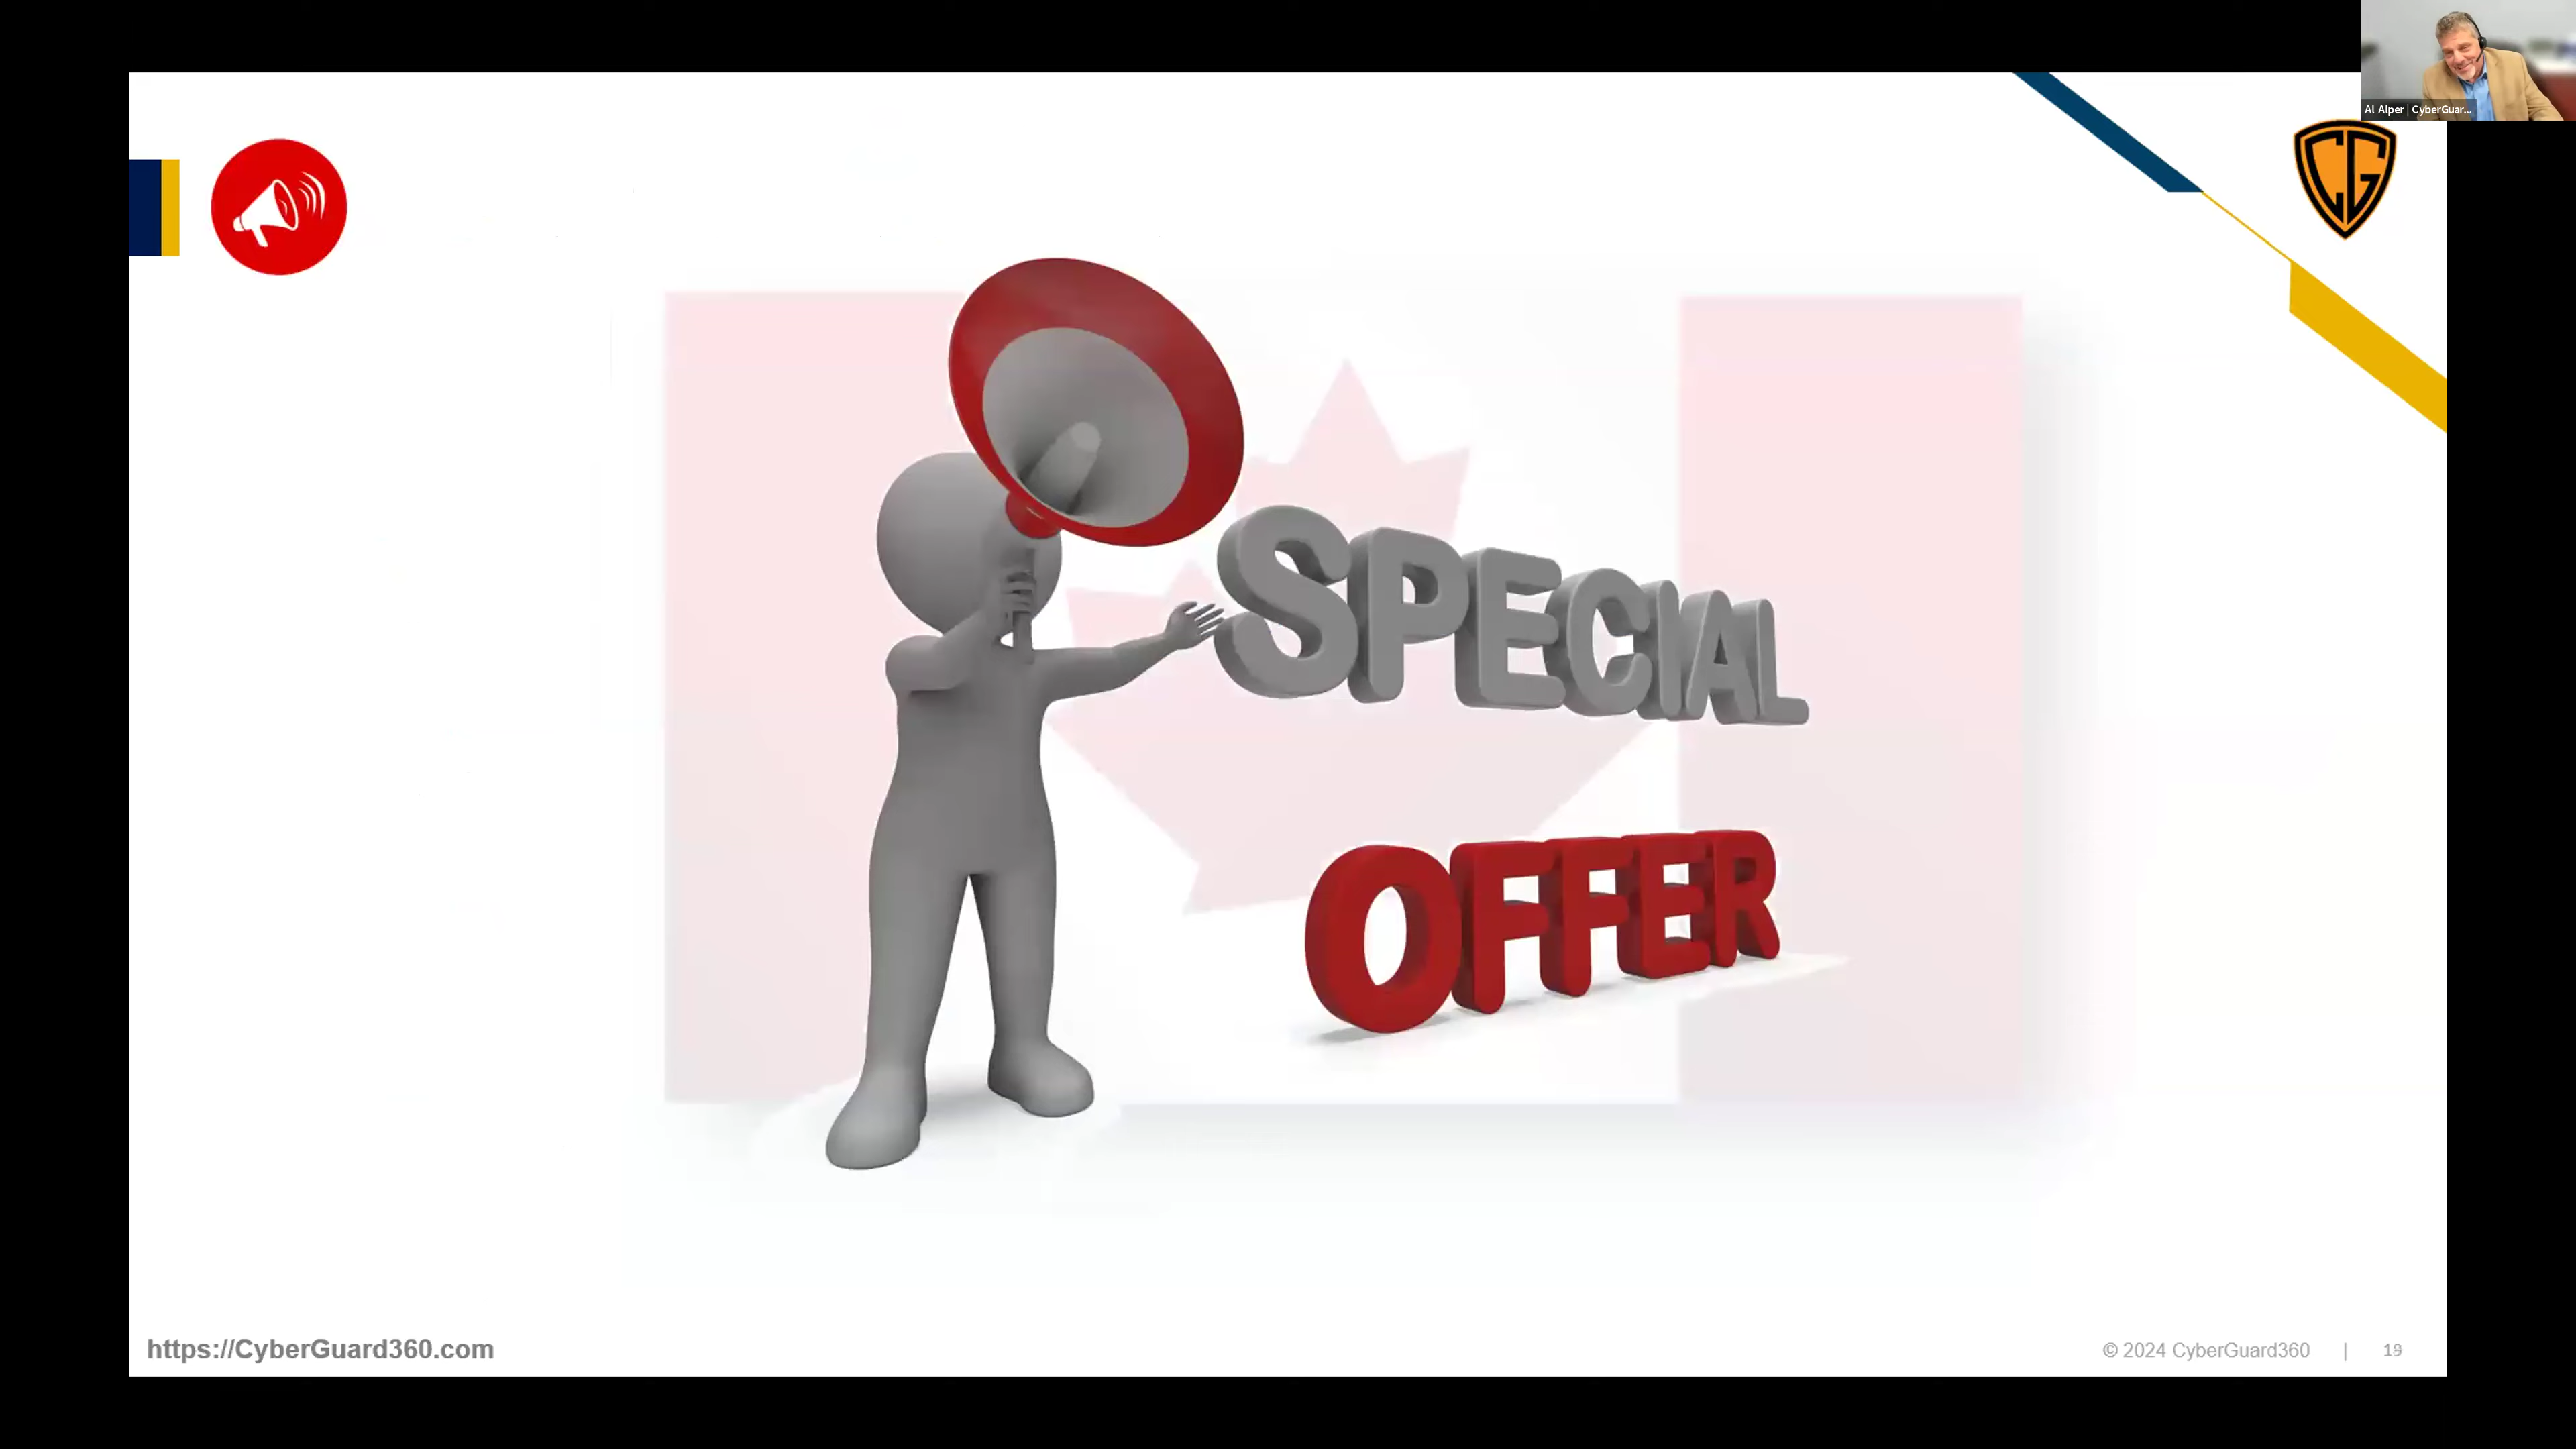 Al Alper | CyberGuar...
CG
SPECIAL
OFFER
https://CyberGuard360.com
© 2024 CyberGuard360 | 19